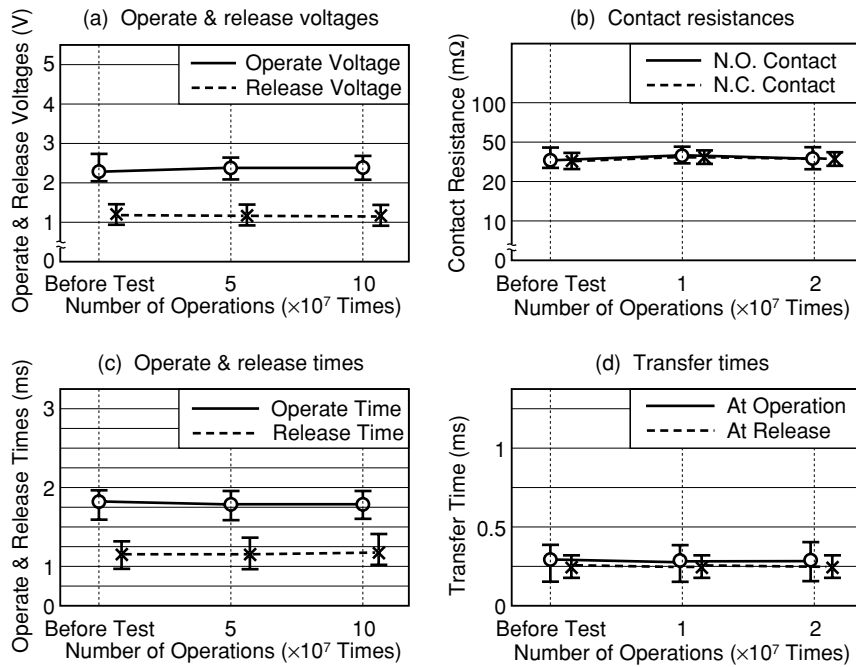 (a) Operate & release voltages
Operate & Release Voltages (V)
5
4
3
2
1
0
Operate Voltage
Release Voltage
Before Test
5
10
Number of Operations (×10⁷ Times)
(b) Contact resistances
Contact Resistance (mΩ)
100
50
20
10
0
N.O. Contact
N.C. Contact
Before Test
1
2
Number of Operations (×10⁷ Times)
(c) Operate & release times
Operate & Release Times (ms)
3
2
1
Operate Time
Release Time
Before Test
5
10
Number of Operations (×10⁷ Times)
(d) Transfer times
Transfer Time (ms)
1
0.5
0
At Operation
At Release
Before Test
1
2
Number of Operations (×10⁷ Times)